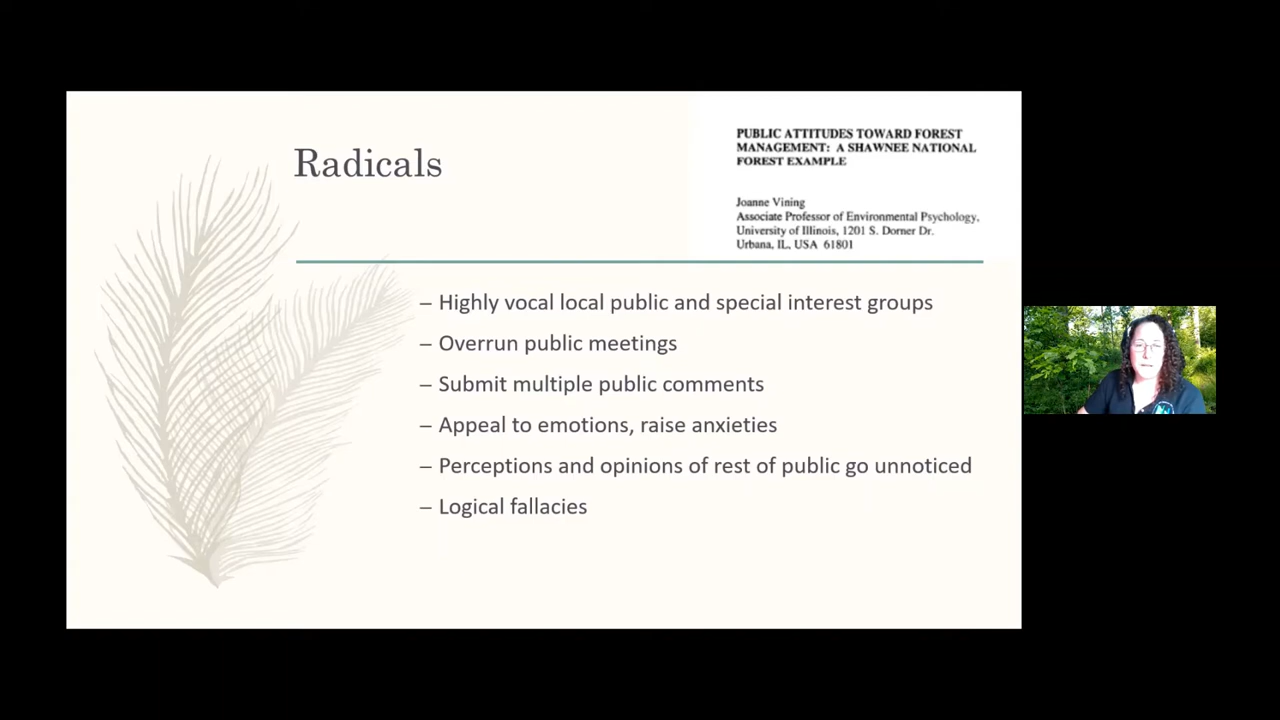 Radicals
PUBLIC ATTITUDES TOWARD FOREST
MANAGEMENT: A SHAWNEE NATIONAL
FOREST EXAMPLE
Joanne Vining
Associate Professor of Environmental Psychology,
University of Illinois, 1201 S. Dorner Dr.
Urbana, IL, USA 61801
– Highly vocal local public and special interest groups
– Overrun public meetings
– Submit multiple public comments
– Appeal to emotions, raise anxieties
– Perceptions and opinions of rest of public go unnoticed
– Logical fallacies